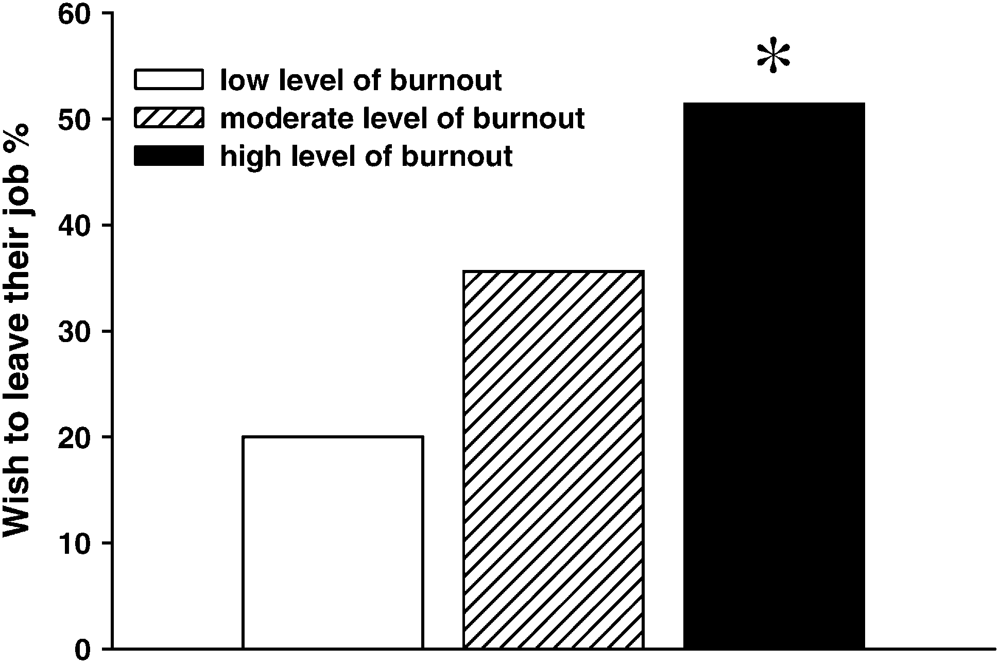 60
50
40
30
20
10
0
Wish to leave their job %
low level of burnout
moderate level of burnout
high level of burnout
*